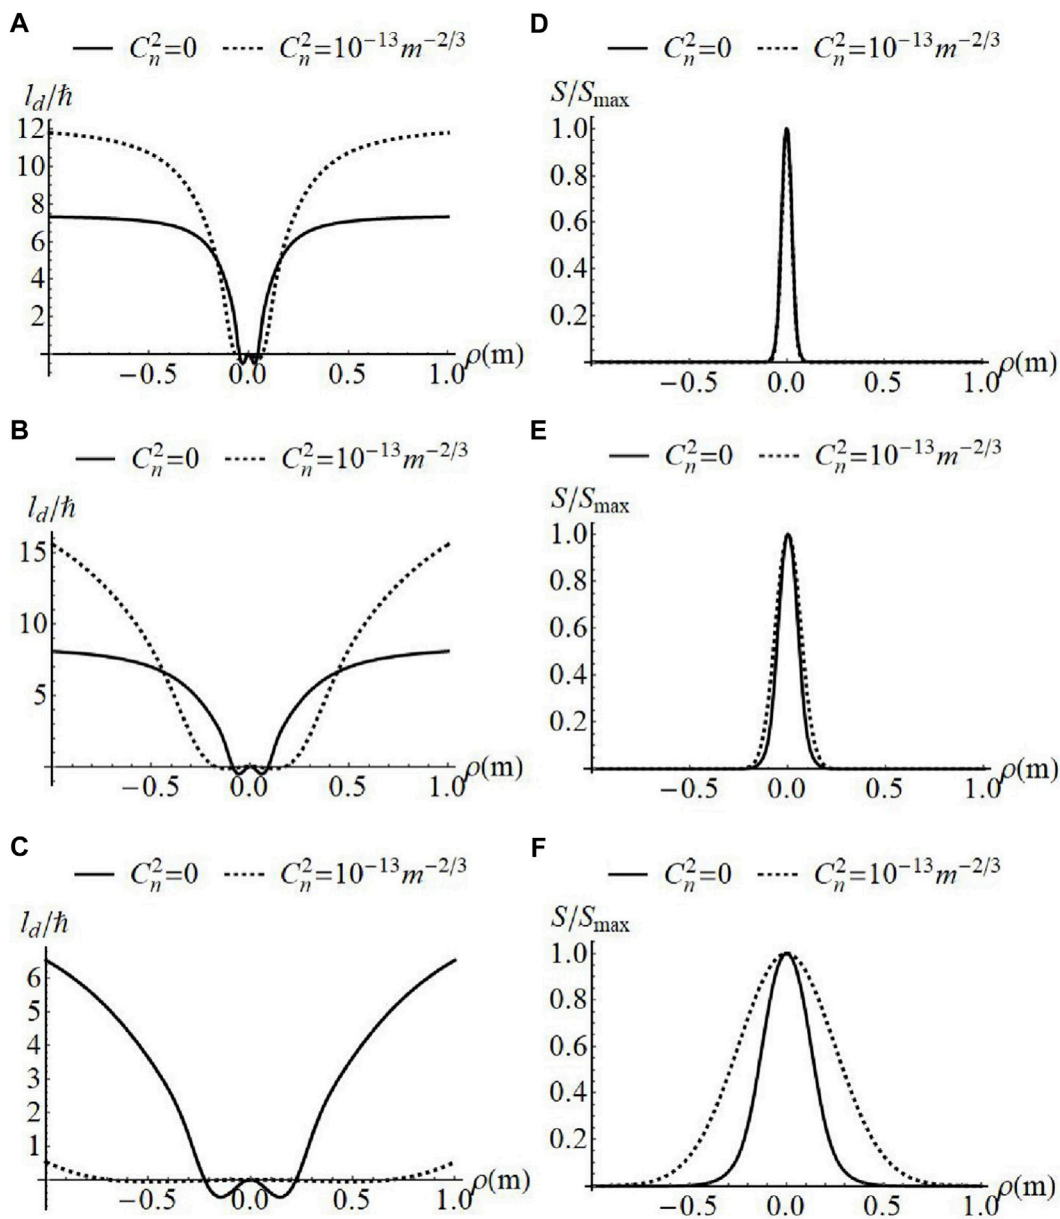 A
C_n^2=0 C_n^2=10^{-13}m^{-2/3}
l_d/ħ
12
10
8
6
4
2
−0.5 0.0 0.5 1.0 ρ(m)
D
C_n^2=0 C_n^2=10^{-13}m^{-2/3}
S/S_max
1.0
0.8
0.6
0.4
0.2
−0.5 0.0 0.5 1.0 ρ(m)
B
C_n^2=0 C_n^2=10^{-13}m^{-2/3}
l_d/ħ
15
10
5
−0.5 0.0 0.5 1.0 ρ(m)
E
C_n^2=0 C_n^2=10^{-13}m^{-2/3}
S/S_max
1.0
0.8
0.6
0.4
0.2
−0.5 0.0 0.5 1.0 ρ(m)
C
C_n^2=0 C_n^2=10^{-13}m^{-2/3}
l_d/ħ
6
5
4
3
2
1
−0.5 0.0 0.5 1.0 ρ(m)
F
C_n^2=0 C_n^2=10^{-13}m^{-2/3}
S/S_max
1.0
0.8
0.6
0.4
0.2
−0.5 0.0 0.5 1.0 ρ(m)